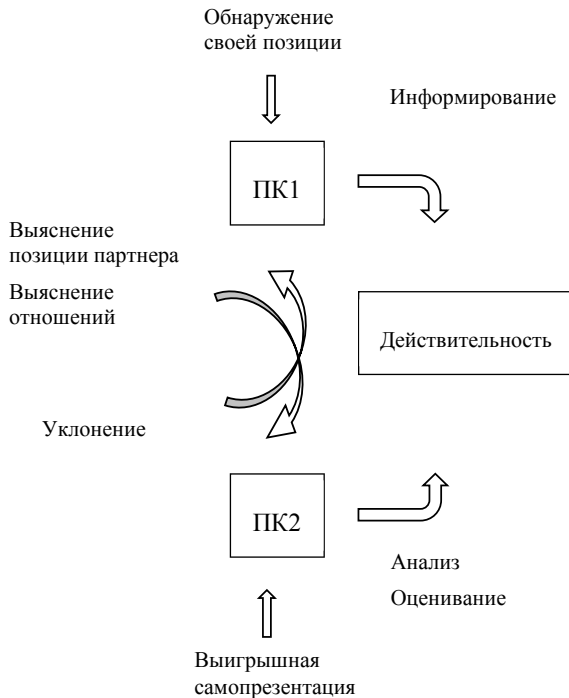 Обнаружение
своей позиции
Информирование
ПК1
Выяснение
позиции партнера
Выяснение
отношений
Действительность
Уклонение
ПК2
Анализ
Оценивание
Выигрышная
самопрезентация